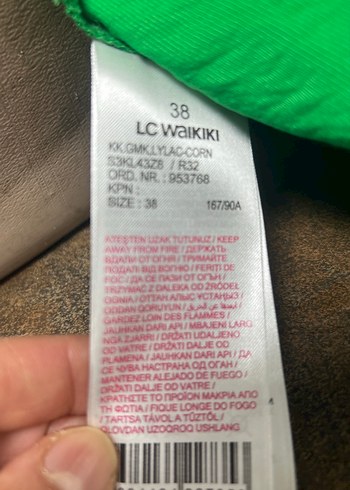 38
LC WAIKIKI
KK.GMK.LYLAC-CORN
S3KL43Z8 / R32
ORD. NR. : 953768
KPN :
SIZE : 38 167/90A
ATEŞTEN UZAK TUTUNUZ / KEEP
AWAY FROM FIRE / ДЕРЖАТЬ
ВДАЛИ ОТ ОГНЯ / ТРИМАЙТЕ
ПОДАЛІ ВІД ВОГНЮ / FERIŢI DE
FOC / ДА СЕ ПАЗИ ОТ ОГЪН /
TRZYMAĆ Z DALEKA OD ŹRÓDEŁ
OGNIA / ОТТАН АЛЫС ҰСТАҢЫЗ /
ODDAN QORUYUN /
GARDEZ LOIN DES FLAMMES /
JAUHKAN DARI API / MBAJENI LARG
NGA ZJARRI / DRŽATI UDALJENO
OD VATRE / DRŽATI DALJE OD
PLAMENA / JAUHKAN DARI API / ДА
СЕ ЧУВА НАСТРАНА ОД ОГАН /
MANTENER ALEJADO DE FUEGO /
DRŽATI DALJE OD VATRE /
ΚΡΑΤΗΣΤΕ ΤΟ ΠΡΟΪΟΝ ΜΑΚΡΙΑ ΑΠΟ
ΤΗ ΦΩΤΙΑ / FIQUE LONGE DO FOGO
/ TARTSA TÁVOL A TŰZTŐL /
OLOVDAN UZOQROQ USHLANG